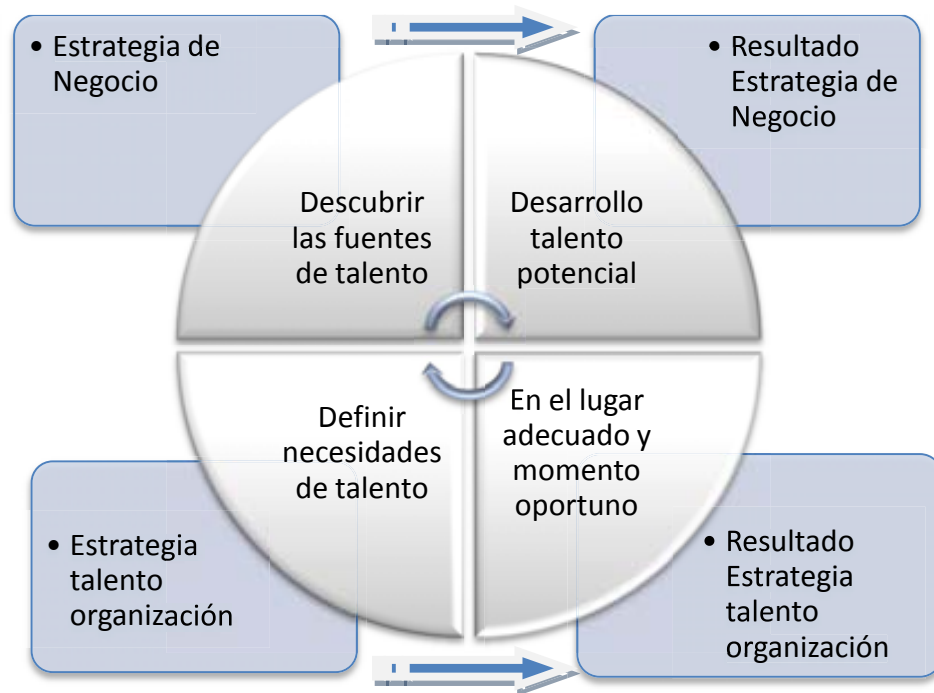 • Estrategia de
Negocio
• Resultado
Estrategia de
Negocio
Descubrir
las fuentes
de talento
Desarrollo
talento
potencial
Definir
necesidades
de talento
En el lugar
adecuado y
momento
oportuno
• Estrategia
talento
organización
• Resultado
Estrategia
talento
organización